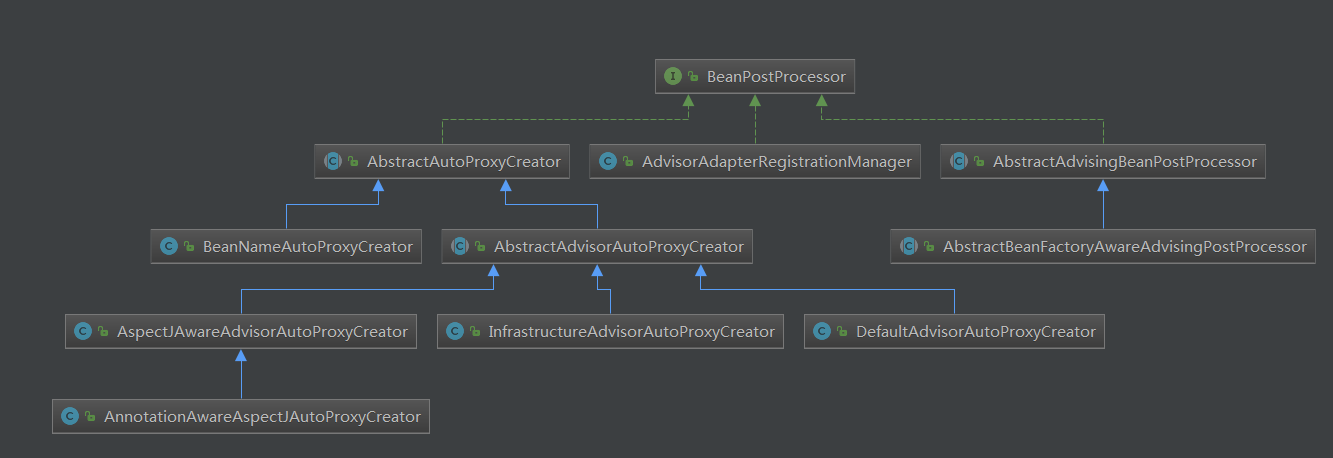 BeanPostProcessor
AbstractAutoProxyCreator
AdvisorAdapterRegistrationManager
AbstractAdvisingBeanPostProcessor
BeanNameAutoProxyCreator
AbstractAdvisorAutoProxyCreator
AbstractBeanFactoryAwareAdvisingPostProcessor
AspectJAwareAdvisorAutoProxyCreator
InfrastructureAdvisorAutoProxyCreator
DefaultAdvisorAutoProxyCreator
AnnotationAwareAspectJAutoProxyCreator